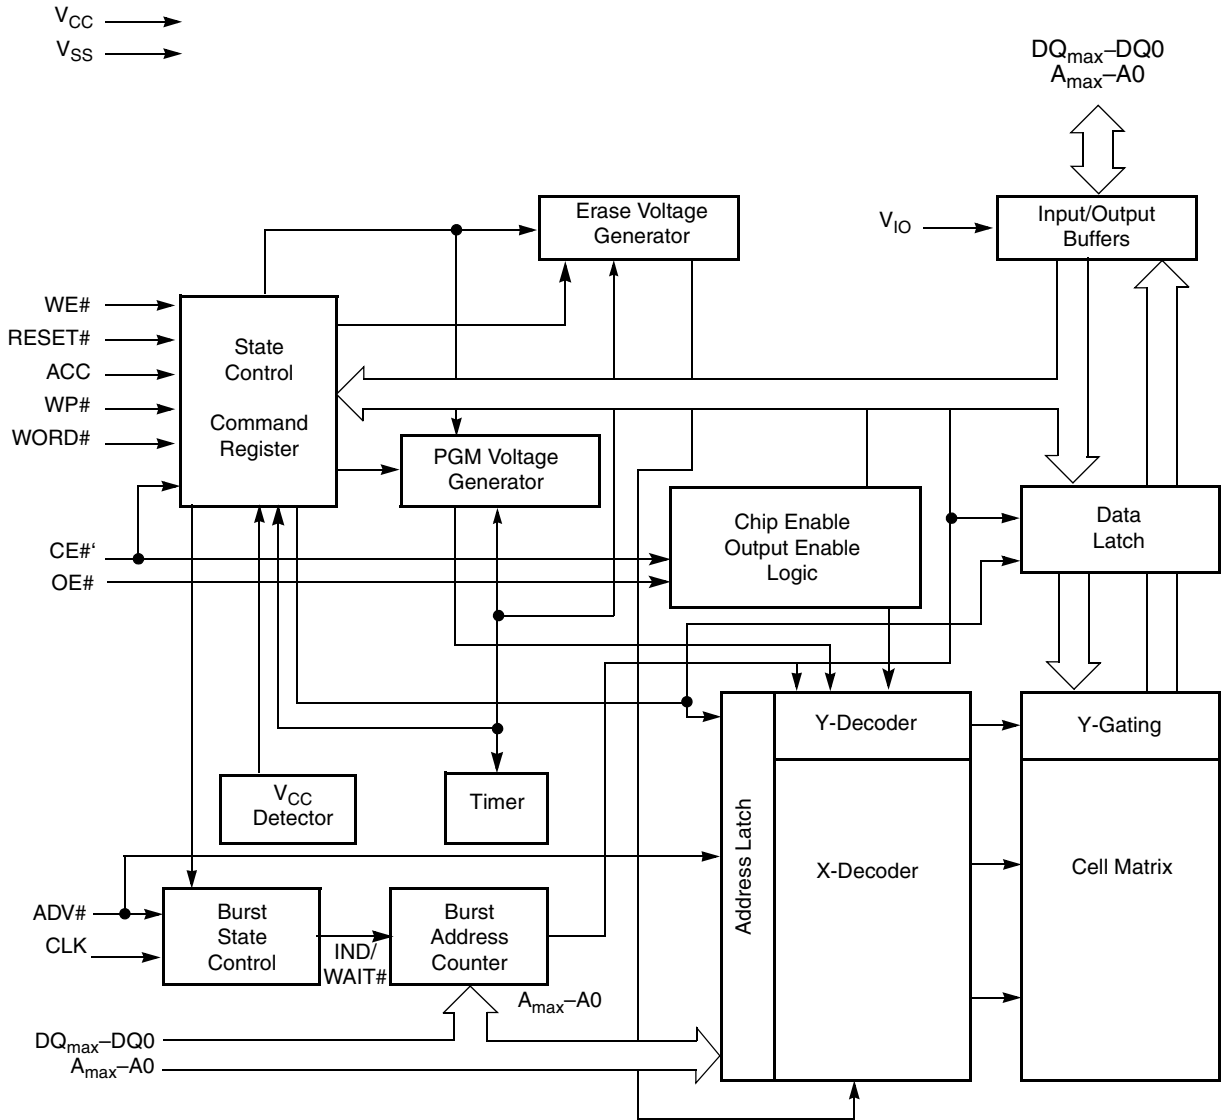 VCC
VSS
DQmax–DQ0
Amax–A0
Erase Voltage
Generator
VIO
Input/Output
Buffers
WE#
RESET#
ACC
WP#
WORD#
State
Control
Command
Register
PGM Voltage
Generator
Chip Enable
Output Enable
Logic
Data
Latch
CE#‘
OE#
Y-Decoder
Y-Gating
VCC
Detector
Timer
Address Latch
X-Decoder
Cell Matrix
ADV#
CLK
Burst
State
Control
IND/
WAIT#
Burst
Address
Counter
Amax–A0
DQmax–DQ0
Amax–A0